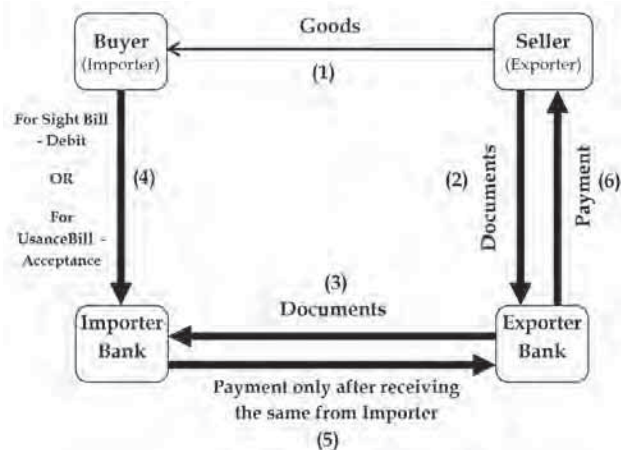 Buyer
(Importer)
Goods
(1)
Seller
(Exporter)
For Sight Bill
- Debit
OR
For
UsanceBill -
Acceptance
(4)
(2)
Documents
Payment
(6)
(3)
Documents
Importer
Bank
Exporter
Bank
Payment only after receiving
the same from Importer
(5)